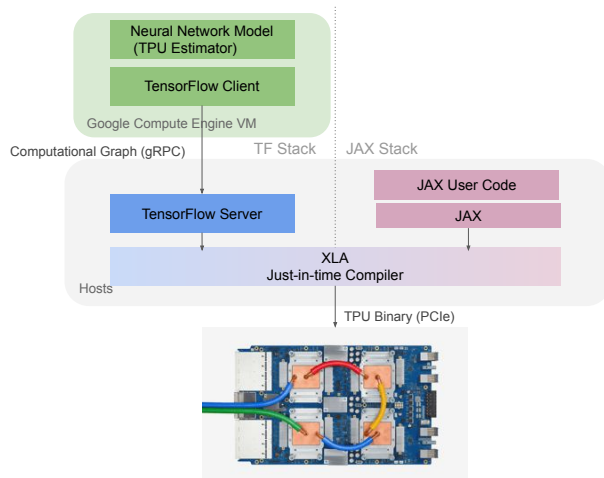 Neural Network Model
(TPU Estimator)
TensorFlow Client
Google Compute Engine VM
Computational Graph (gRPC)
TF Stack
JAX Stack
JAX User Code
TensorFlow Server
JAX
XLA
Just-in-time Compiler
Hosts
TPU Binary (PCIe)